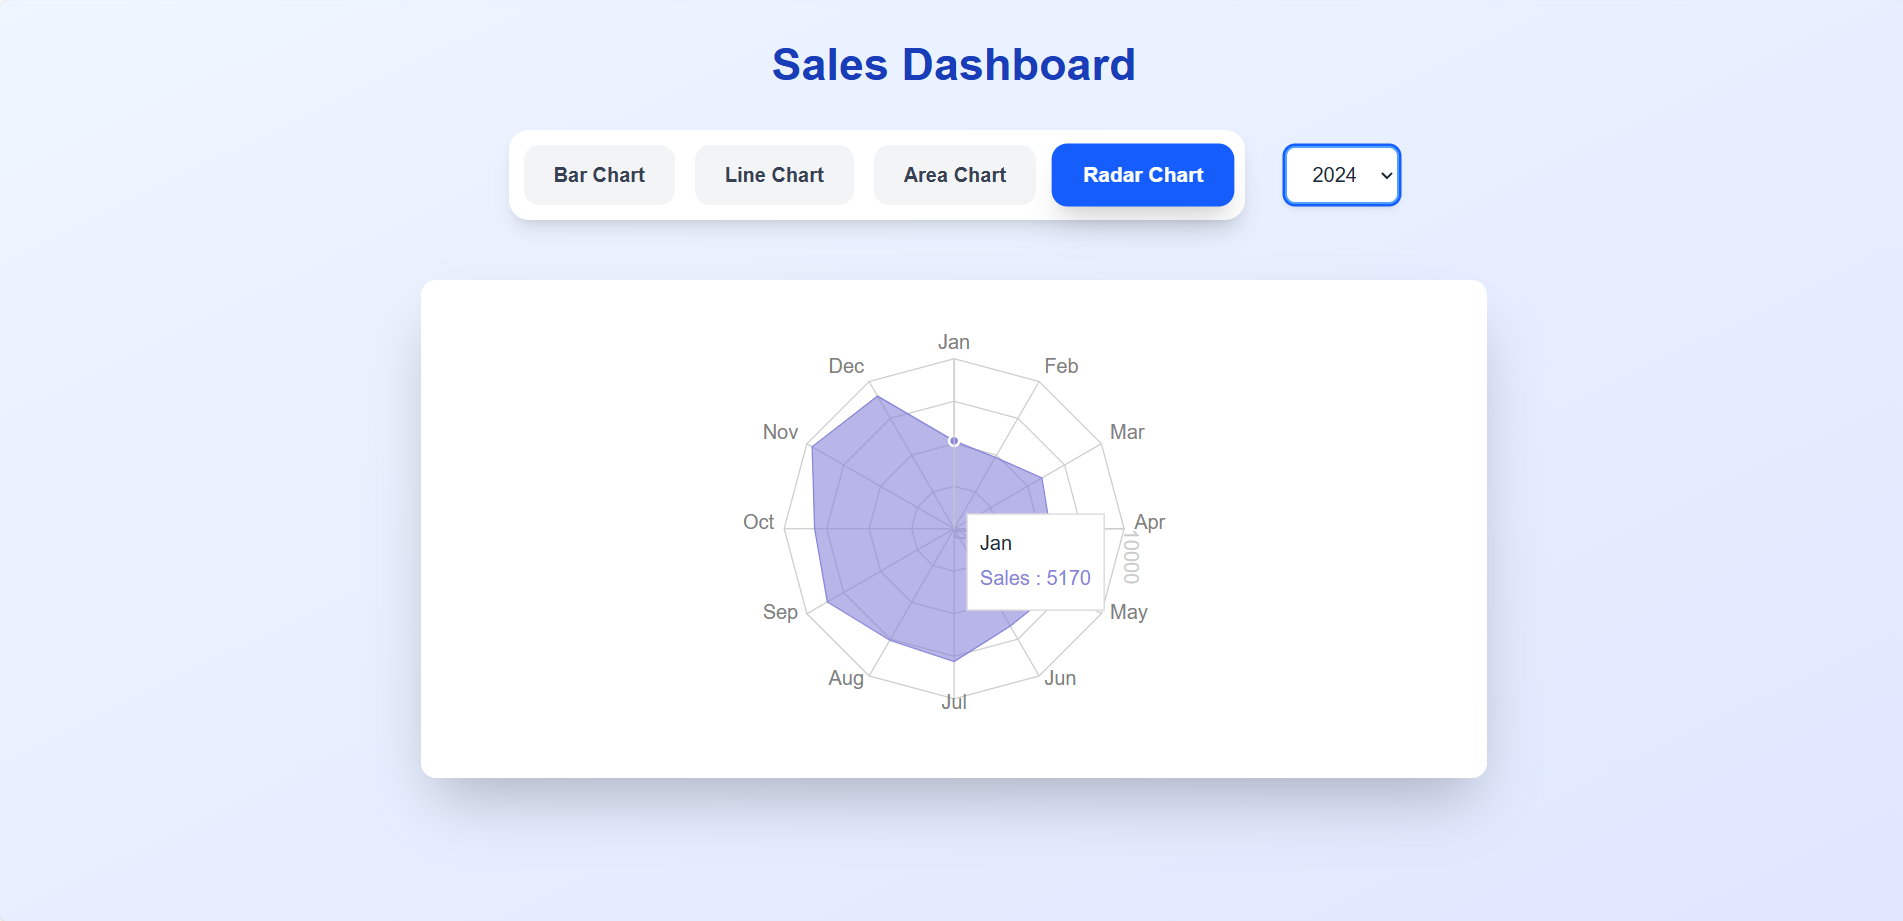 Sales Dashboard
Bar Chart
Line Chart
Area Chart
Radar Chart
2024
Jan
Dec
Feb
Nov
Mar
Oct
Apr
10000
Jan
Sales : 5170
Sep
May
Aug
Jun
Jul